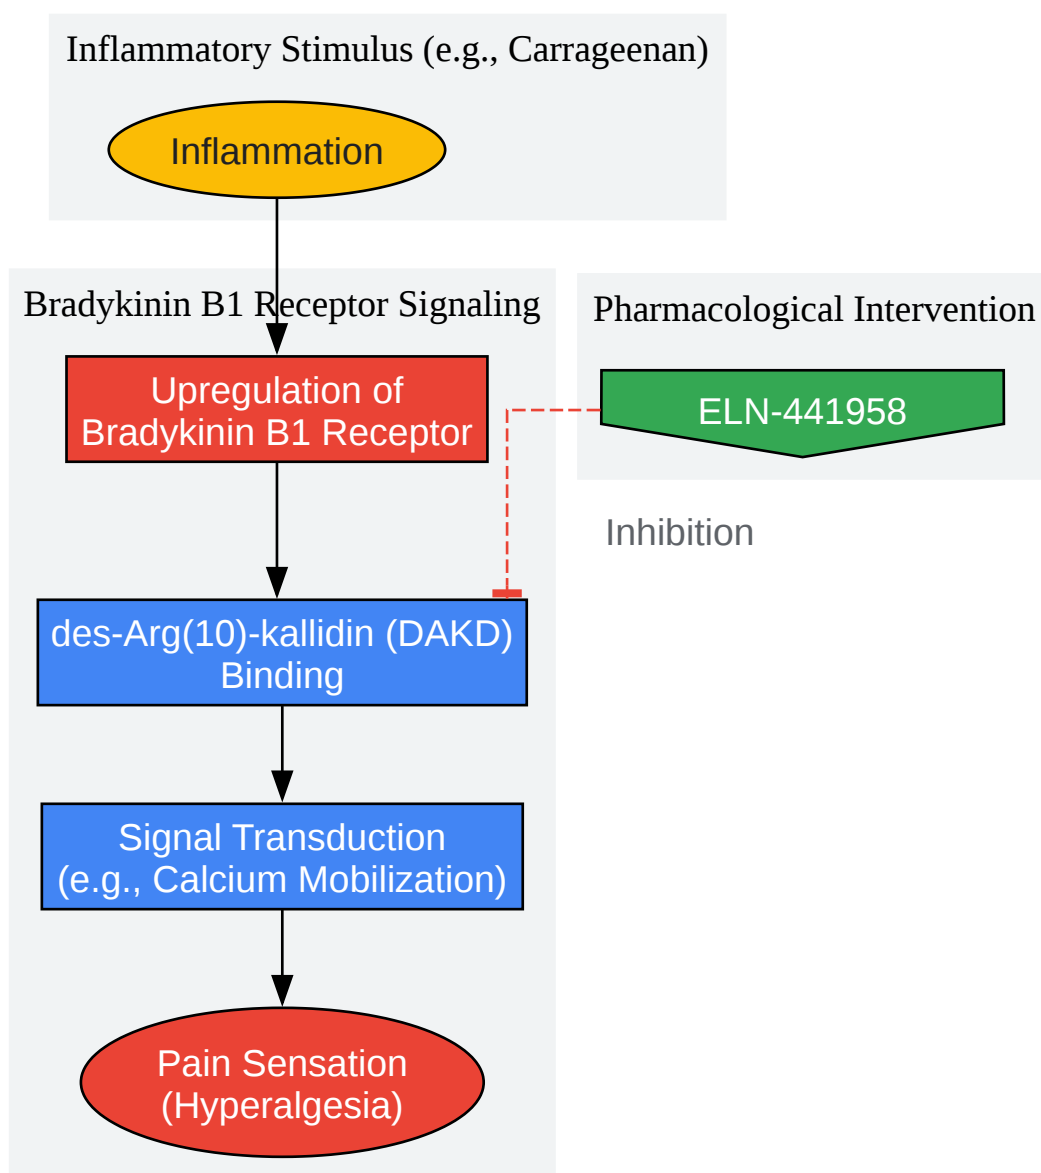 Inflammatory Stimulus (e.g., Carrageenan)
Inflammation
Bradykinin B1 Receptor Signaling
Upregulation of
Bradykinin B1 Receptor
des-Arg(10)-kallidin (DAKD)
Binding
Signal Transduction
(e.g., Calcium Mobilization)
Pain Sensation
(Hyperalgesia)
Pharmacological Intervention
ELN-441958
Inhibition